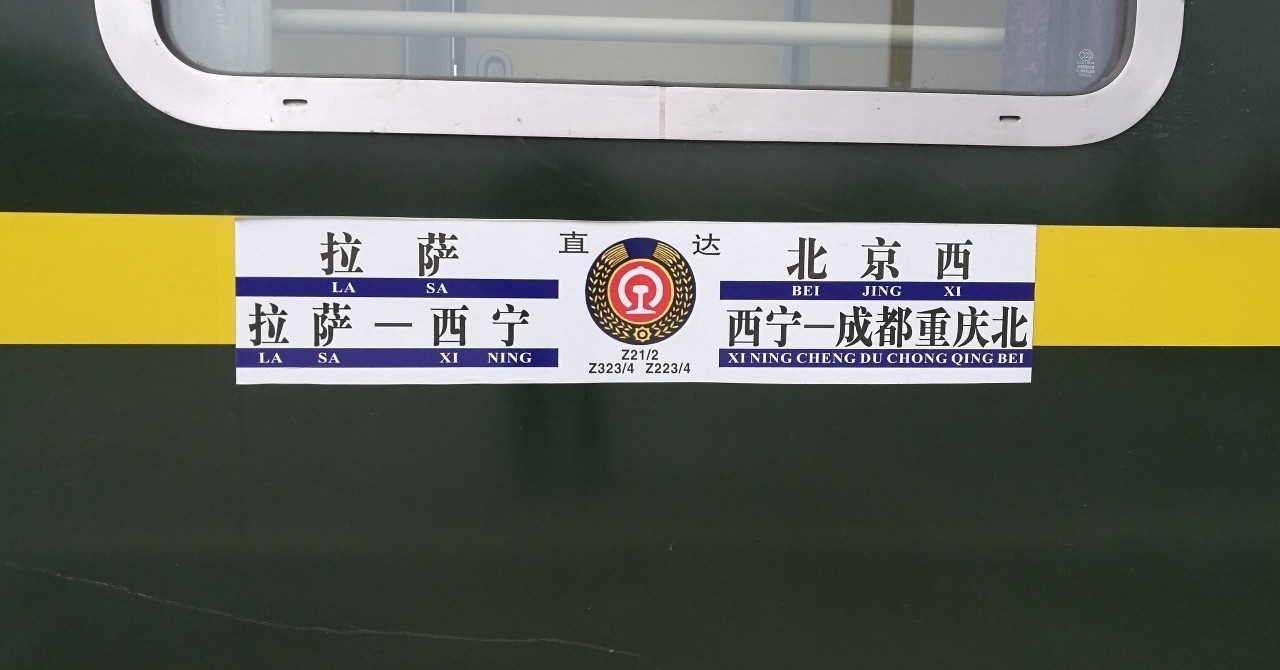 拉 萨
LA SA
拉 萨 — 西 宁
LA SA XI NING
直 达
Z21/2
Z323/4 Z223/4
北 京 西
BEI JING XI
西宁—成都重庆北
XI NING CHENG DU CHONG QING BEI